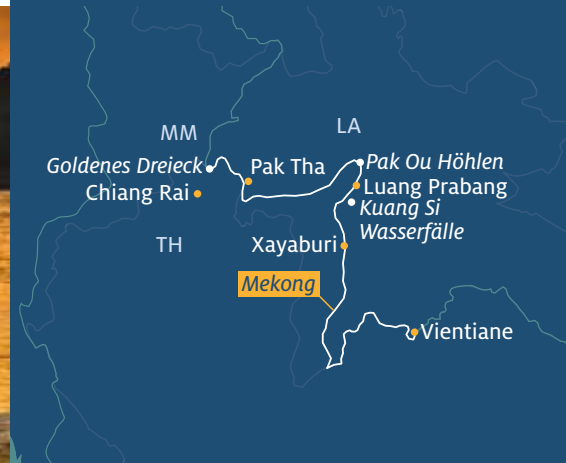 MM
LA
Goldenes Dreieck
Pak Tha
Pak Ou Höhlen
Chiang Rai
Luang Prabang
Kuang Si
Wasserfälle
TH
Xayaburi
Mekong
Vientiane